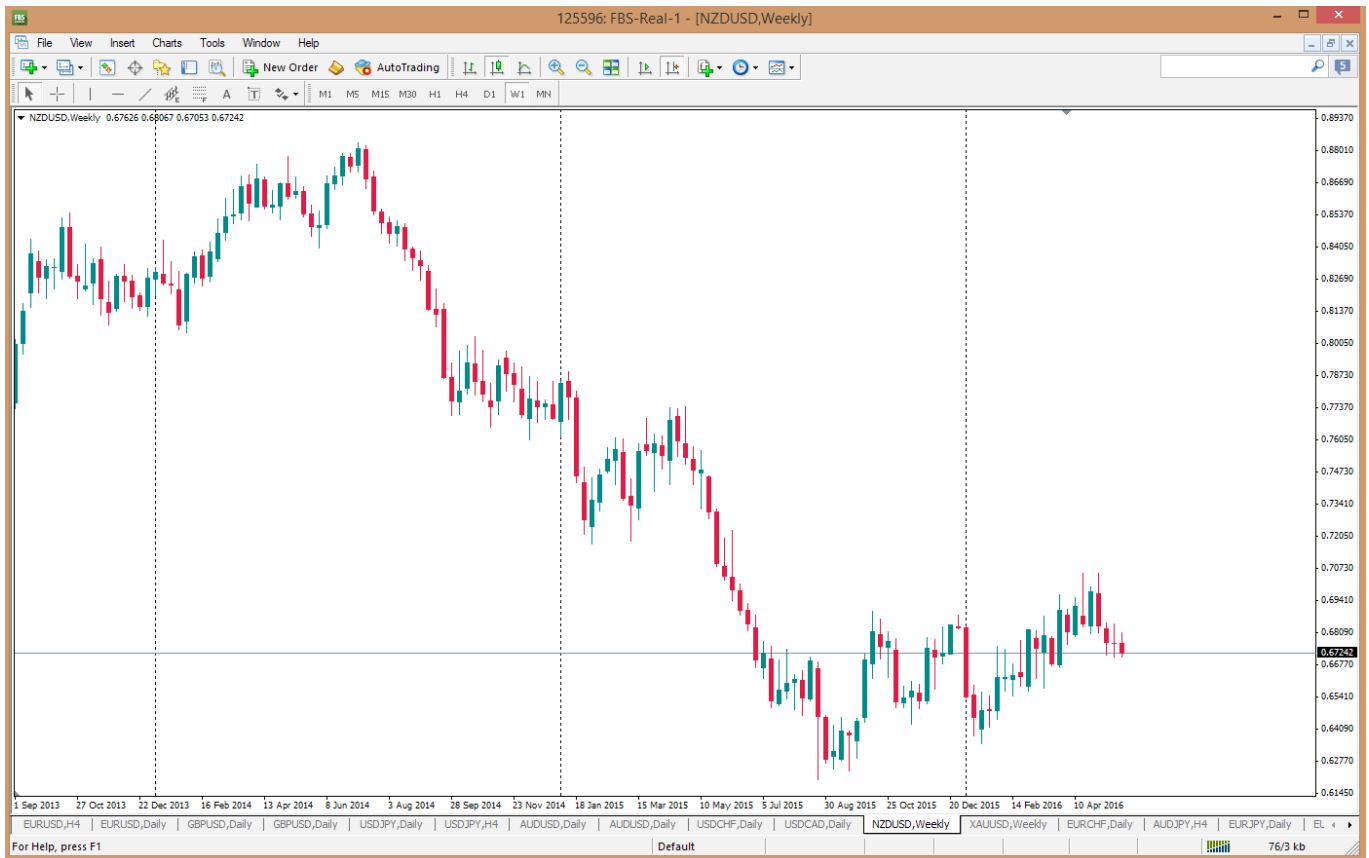 FBS
125596: FBS-Real-1 - [NZDUSD,Weekly]
File View Insert Charts Tools Window Help
New Order AutoTrading 5
E F A T M1 M5 M15 M30 H1 H4 D1 W1 MN
NZDUSD,Weekly 0.67626 0.68067 0.67053 0.67242
0.89370
0.88010
0.86690
0.85370
0.84050
0.82690
0.81370
0.80050
0.78730
0.77370
0.76050
0.74730
0.73410
0.72050
0.70730
0.69410
0.68090
0.67242
0.66770
0.65410
0.64090
0.62770
0.61450
1 Sep 2013 27 Oct 2013 22 Dec 2013 16 Feb 2014 13 Apr 2014 8 Jun 2014 3 Aug 2014 28 Sep 2014 23 Nov 2014 18 Jan 2015 15 Mar 2015 10 May 2015 5 Jul 2015 30 Aug 2015 25 Oct 2015 20 Dec 2015 14 Feb 2016 10 Apr 2016
EURUSD,H4 EURUSD,Daily GBPUSD,Daily GBPUSD,Daily USDJPY,Daily USDJPY,H4 AUDUSD,Daily AUDUSD,Daily USDCHF,Daily USDCAD,Daily NZDUSD,Weekly XAUUSD,Weekly EURCHF,Daily AUDJPY,H4 EURJPY,Daily EL
For Help, press F1 Default 76/3 kb